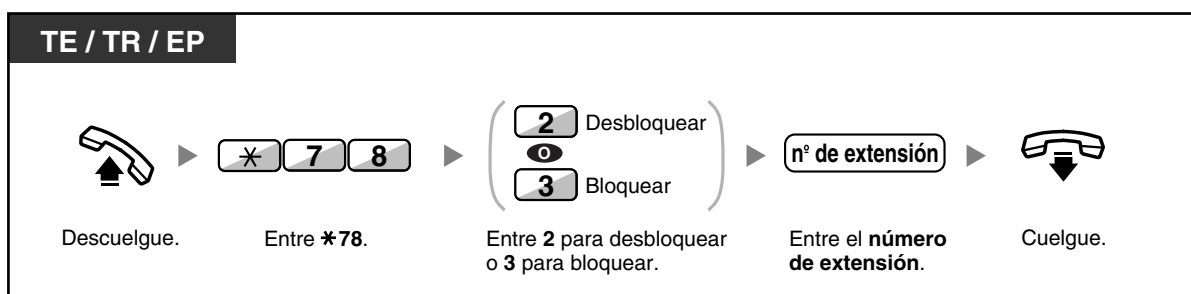 TE / TR / EP
2 Desbloquear
* 7 8
O
nº de extensión
3 Bloquear
Descuelgue.
Entre *78.
Entre 2 para desbloquear
o 3 para bloquear.
Entre el número
de extensión.
Cuelgue.